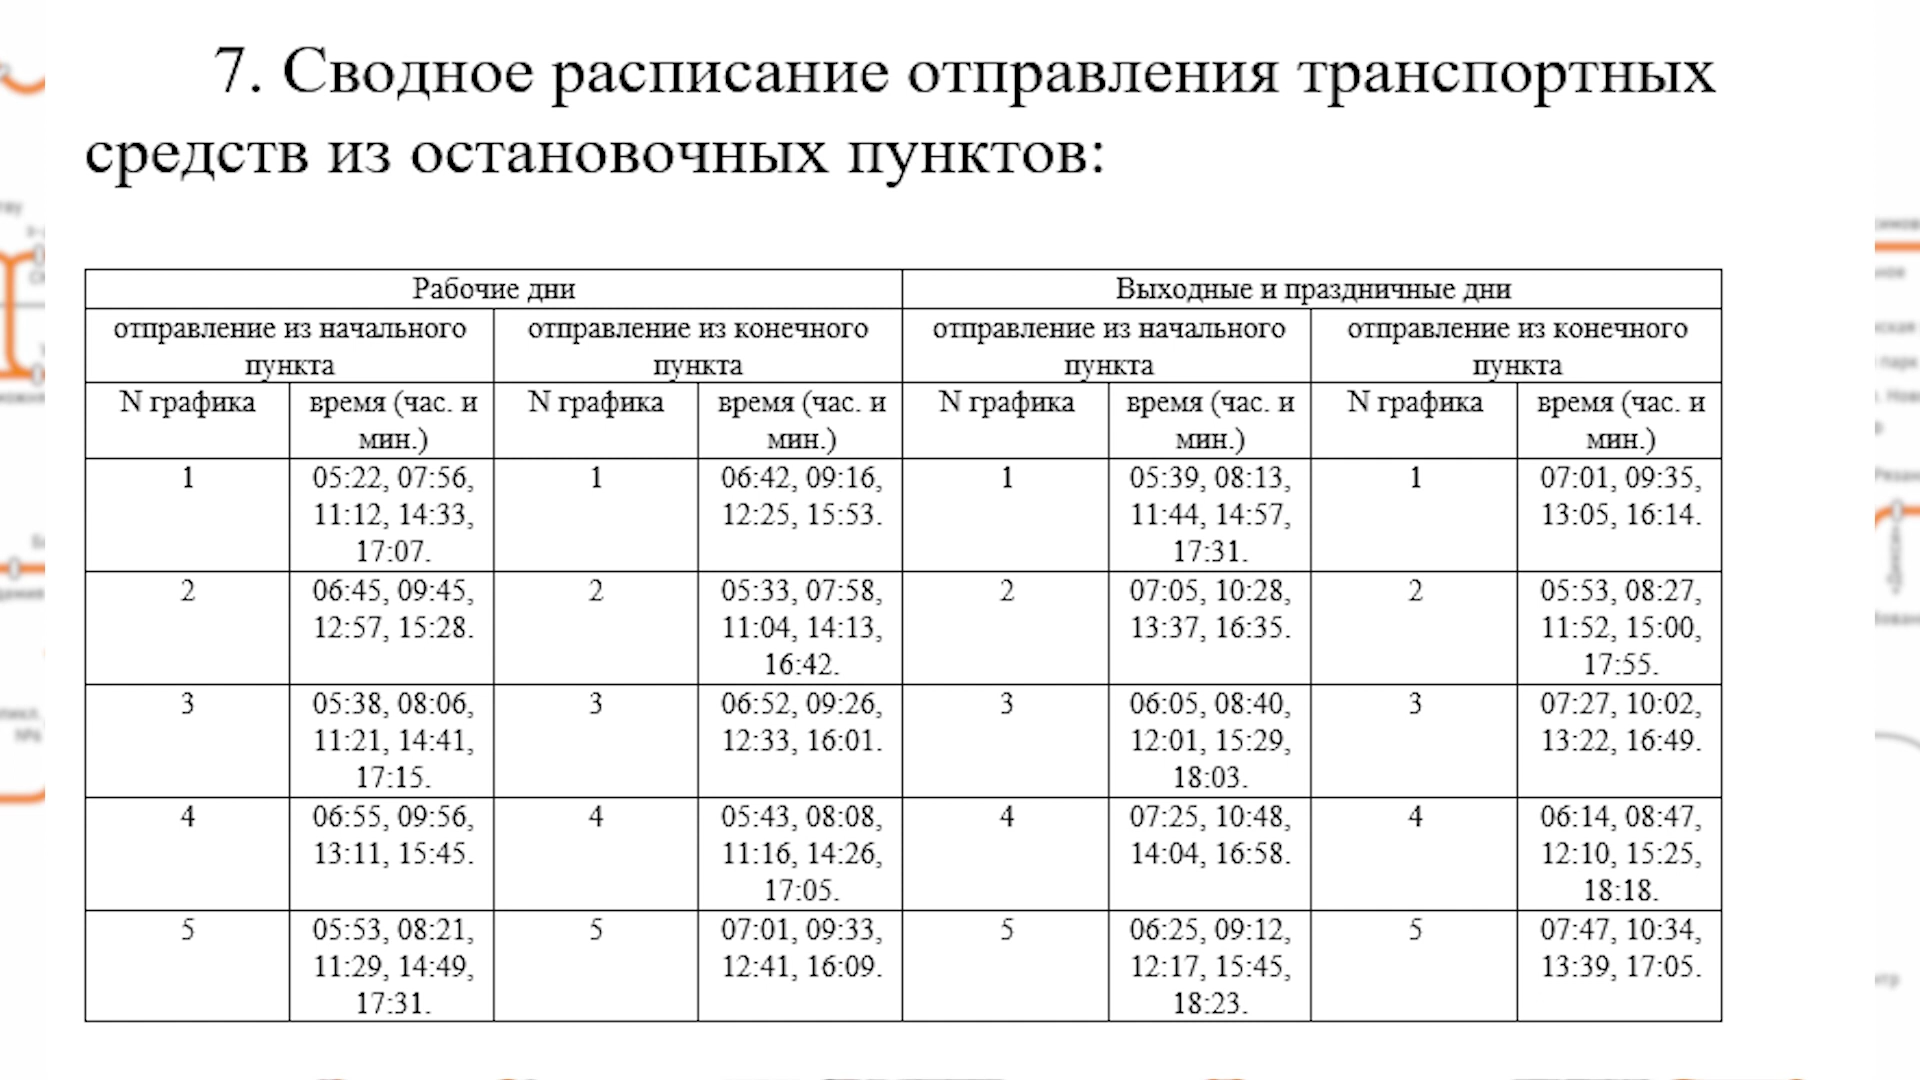 7. Сводное расписание отправления транспортных
средств из остановочных пунктов:
Рабочие дни
Выходные и праздничные дни
отправление из начального
пункта
отправление из конечного
пункта
отправление из начального
пункта
отправление из конечного
пункта
N графика
время (час. и
мин.)
N графика
время (час. и
мин.)
N графика
время (час. и
мин.)
N графика
время (час. и
мин.)
1
05:22, 07:56,
11:12, 14:33,
17:07.
1
06:42, 09:16,
12:25, 15:53.
1
05:39, 08:13,
11:44, 14:57,
17:31.
1
07:01, 09:35,
13:05, 16:14.
2
06:45, 09:45,
12:57, 15:28.
2
05:33, 07:58,
11:04, 14:13,
16:42.
2
07:05, 10:28,
13:37, 16:35.
2
05:53, 08:27,
11:52, 15:00,
17:55.
3
05:38, 08:06,
11:21, 14:41,
17:15.
3
06:52, 09:26,
12:33, 16:01.
3
06:05, 08:40,
12:01, 15:29,
18:03.
3
07:27, 10:02,
13:22, 16:49.
4
06:55, 09:56,
13:11, 15:45.
4
05:43, 08:08,
11:16, 14:26,
17:05.
4
07:25, 10:48,
14:04, 16:58.
4
06:14, 08:47,
12:10, 15:25,
18:18.
5
05:53, 08:21,
11:29, 14:49,
17:31.
5
07:01, 09:33,
12:41, 16:09.
5
06:25, 09:12,
12:17, 15:45,
18:23.
5
07:47, 10:34,
13:39, 17:05.